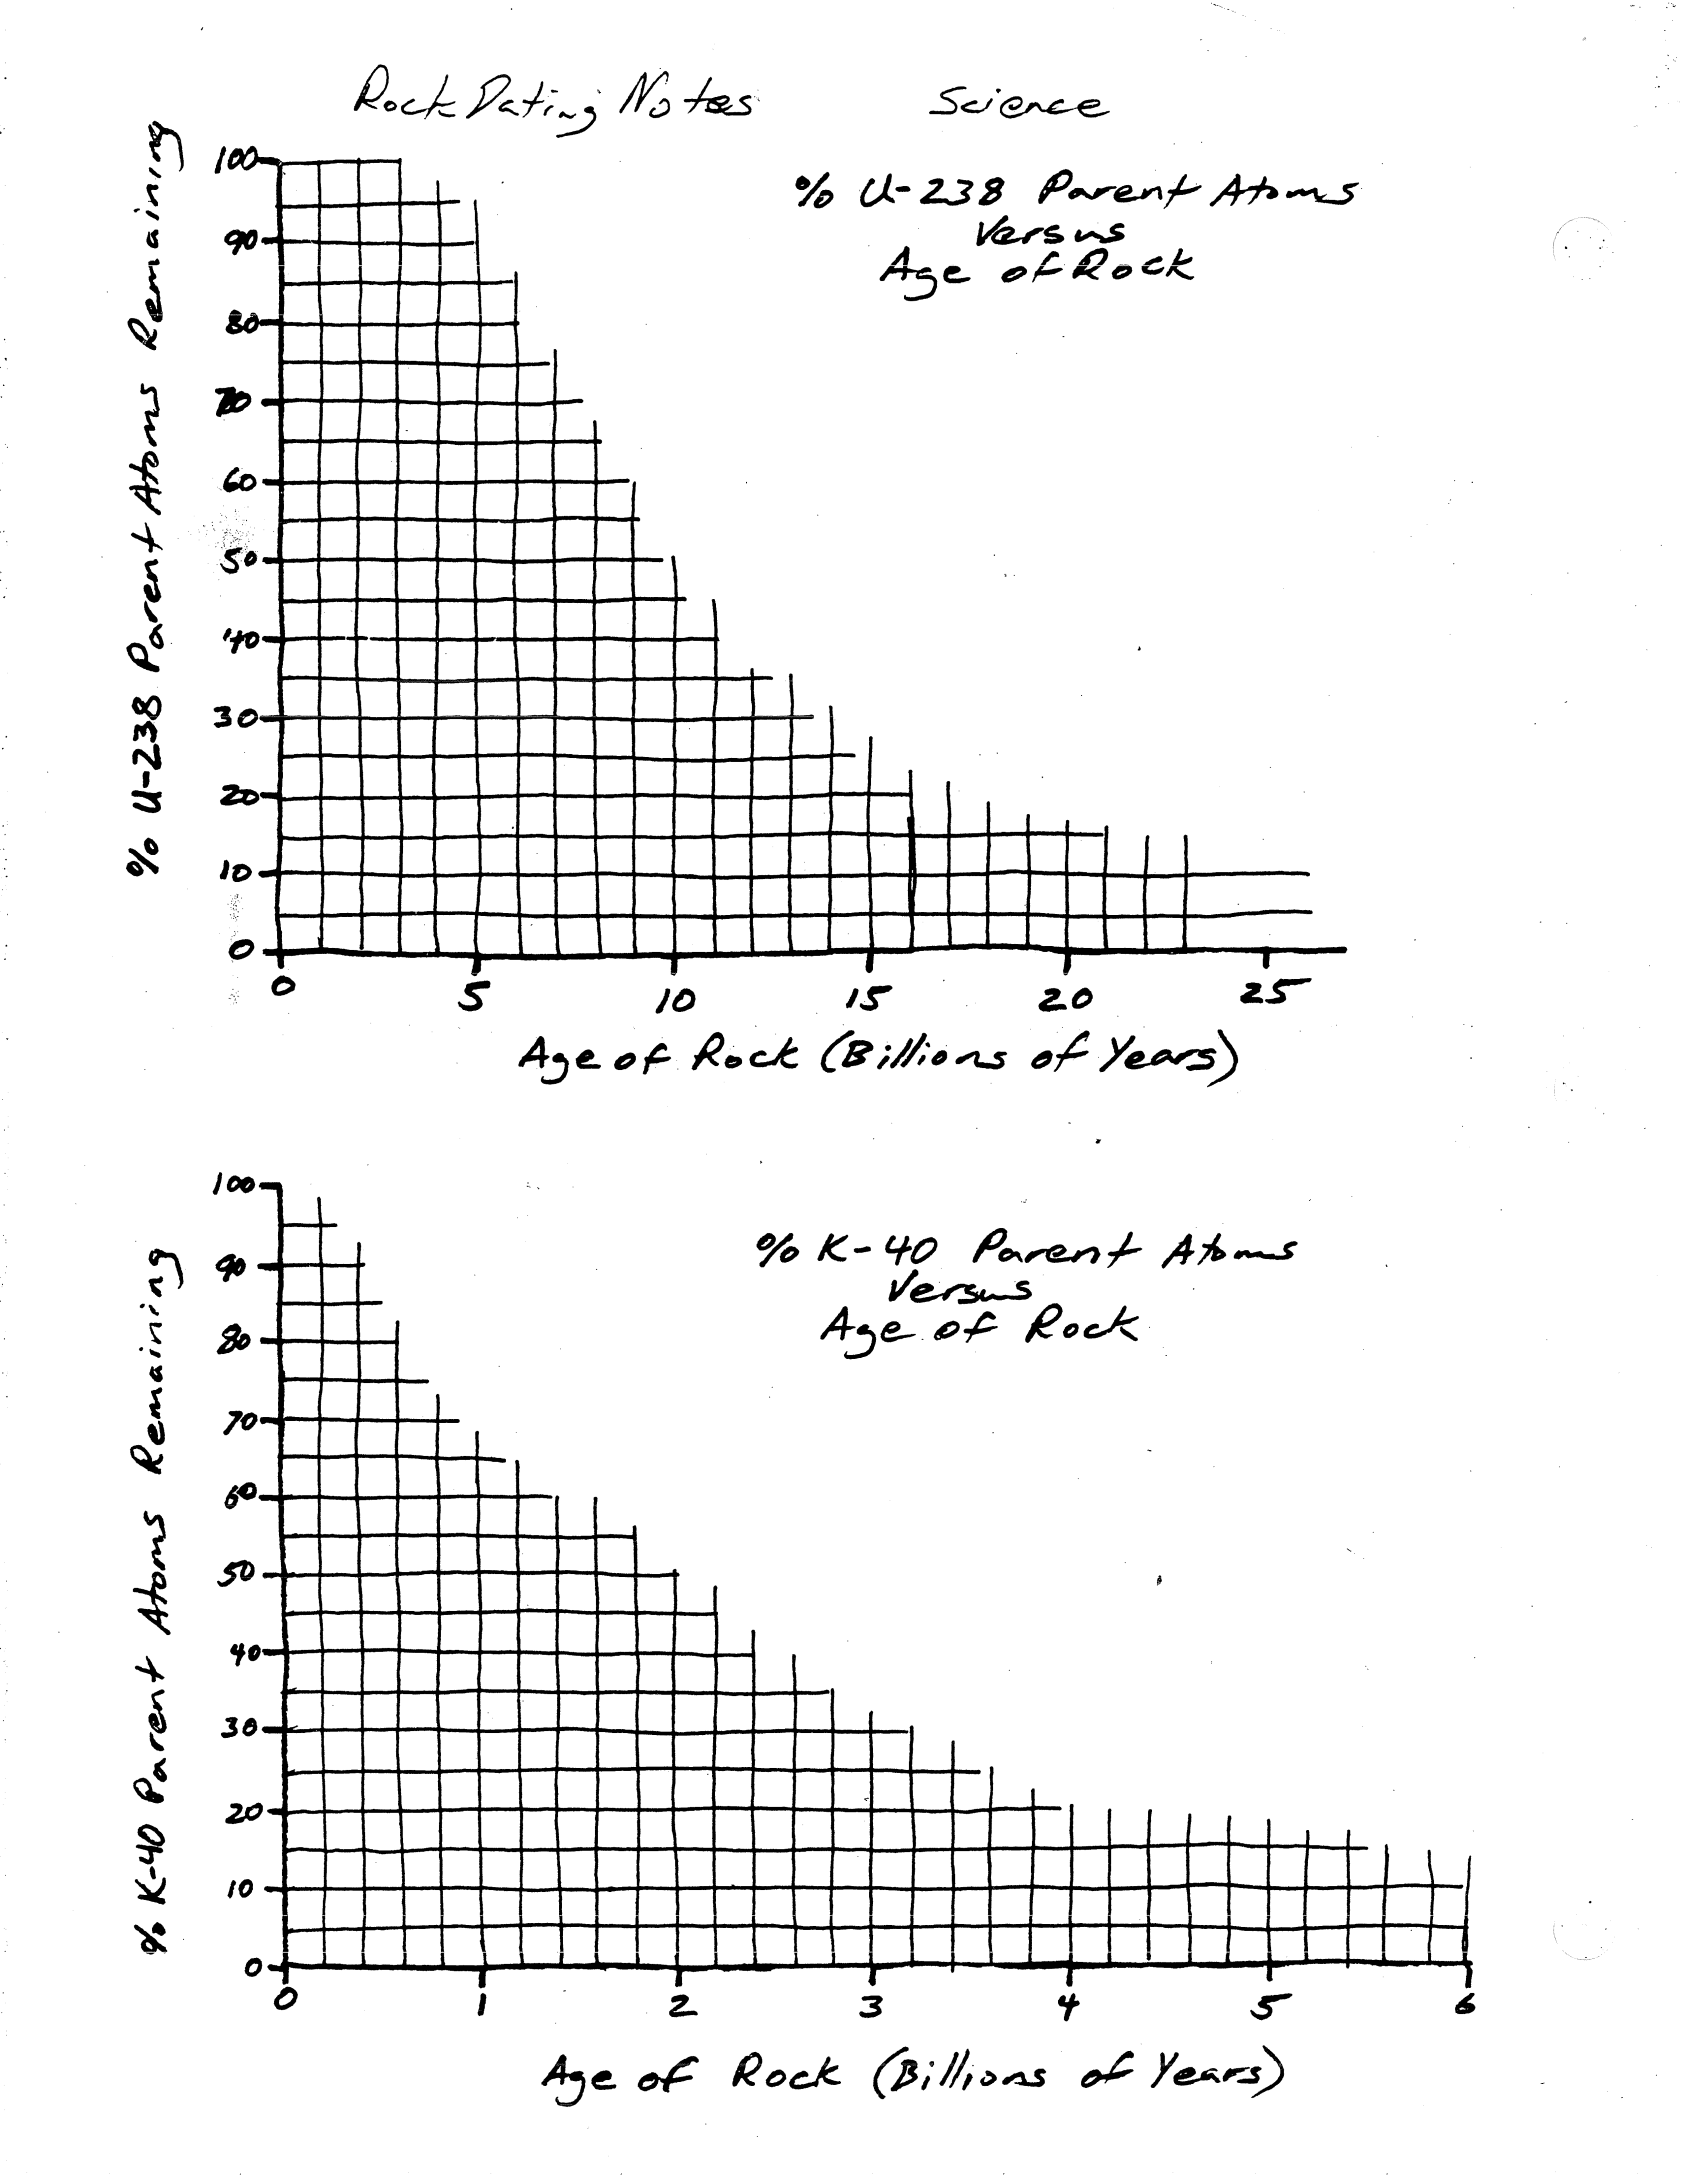 Rock Dating Notes Science
% U-238 Parent Atoms
Versus
Age of Rock
% U-238 Parent Atoms Remaining
100
90
80
70
60
50
40
30
20
10
0
0 5 10 15 20 25
Age of Rock (Billions of Years)
% K-40 Parent Atoms
Versus
Age of Rock
% K-40 Parent Atoms Remaining
100
90
80
70
60
50
40
30
20
10
0
0 1 2 3 4 5 6
Age of Rock (Billions of Years)